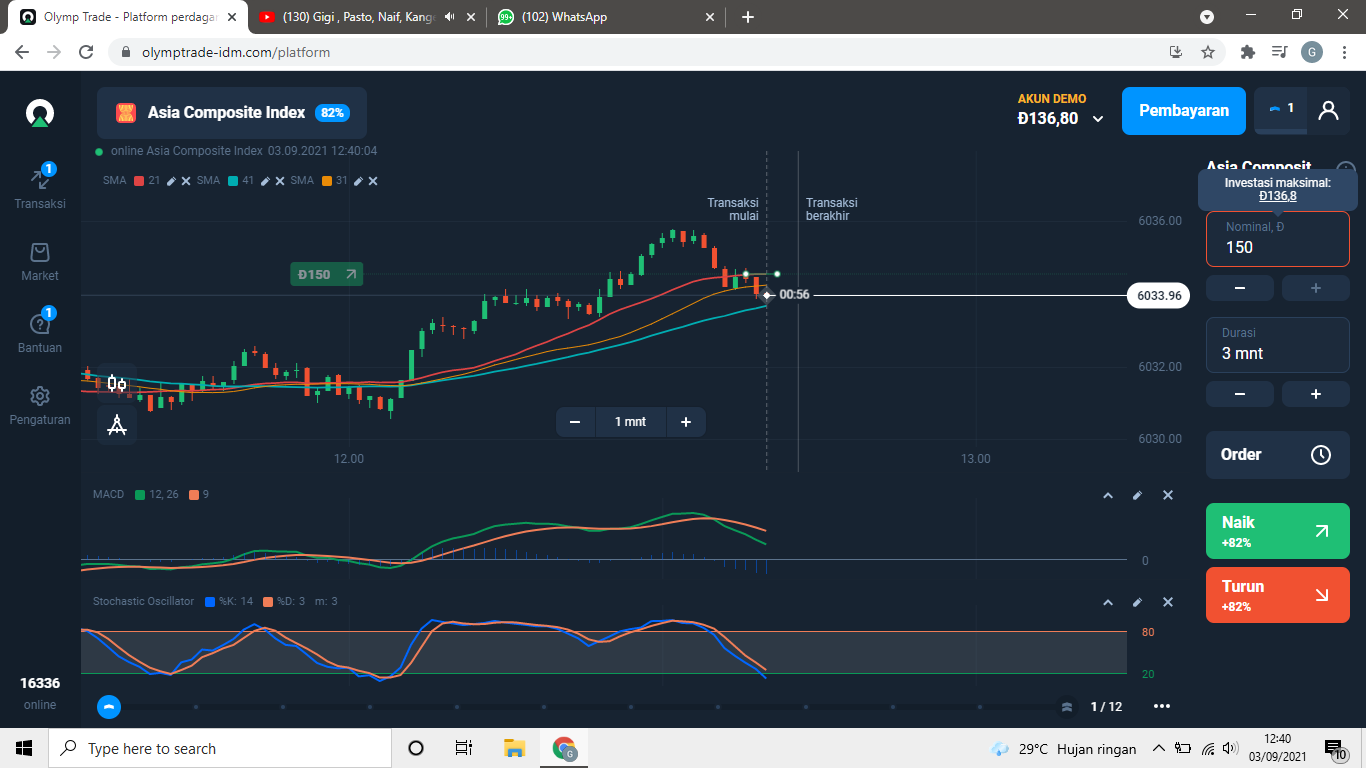 Olymp Trade - Platform perdagan
(130) Gigi , Pasto, Naif, Kange
(102) WhatsApp
99+
olymptrade-idm.com/platform
G
Asia Composite Index 82%
AKUN DEMO
Đ136,80
Pembayaran
1
online Asia Composite Index 03.09.2021 12:40:04
SMA 21 SMA 41 SMA 31
1
Transaksi
Market
1
Bantuan
Pengaturan
16336
online
Transaksi mulai
Transaksi berakhir
Đ150
00:56
6036.00
6033.96
6032.00
6030.00
1 mnt
12.00
13.00
MACD 12, 26 9
0
Stochastic Oscillator %K: 14 %D: 3 m: 3
80
20
1 / 12
Asia Composit
Investasi maksimal:
Đ136,8
Nominal, Đ
150
Durasi
3 mnt
Order
Naik
+82%
Turun
+82%
Type here to search
G
29°C Hujan ringan
12:40
03/09/2021
10